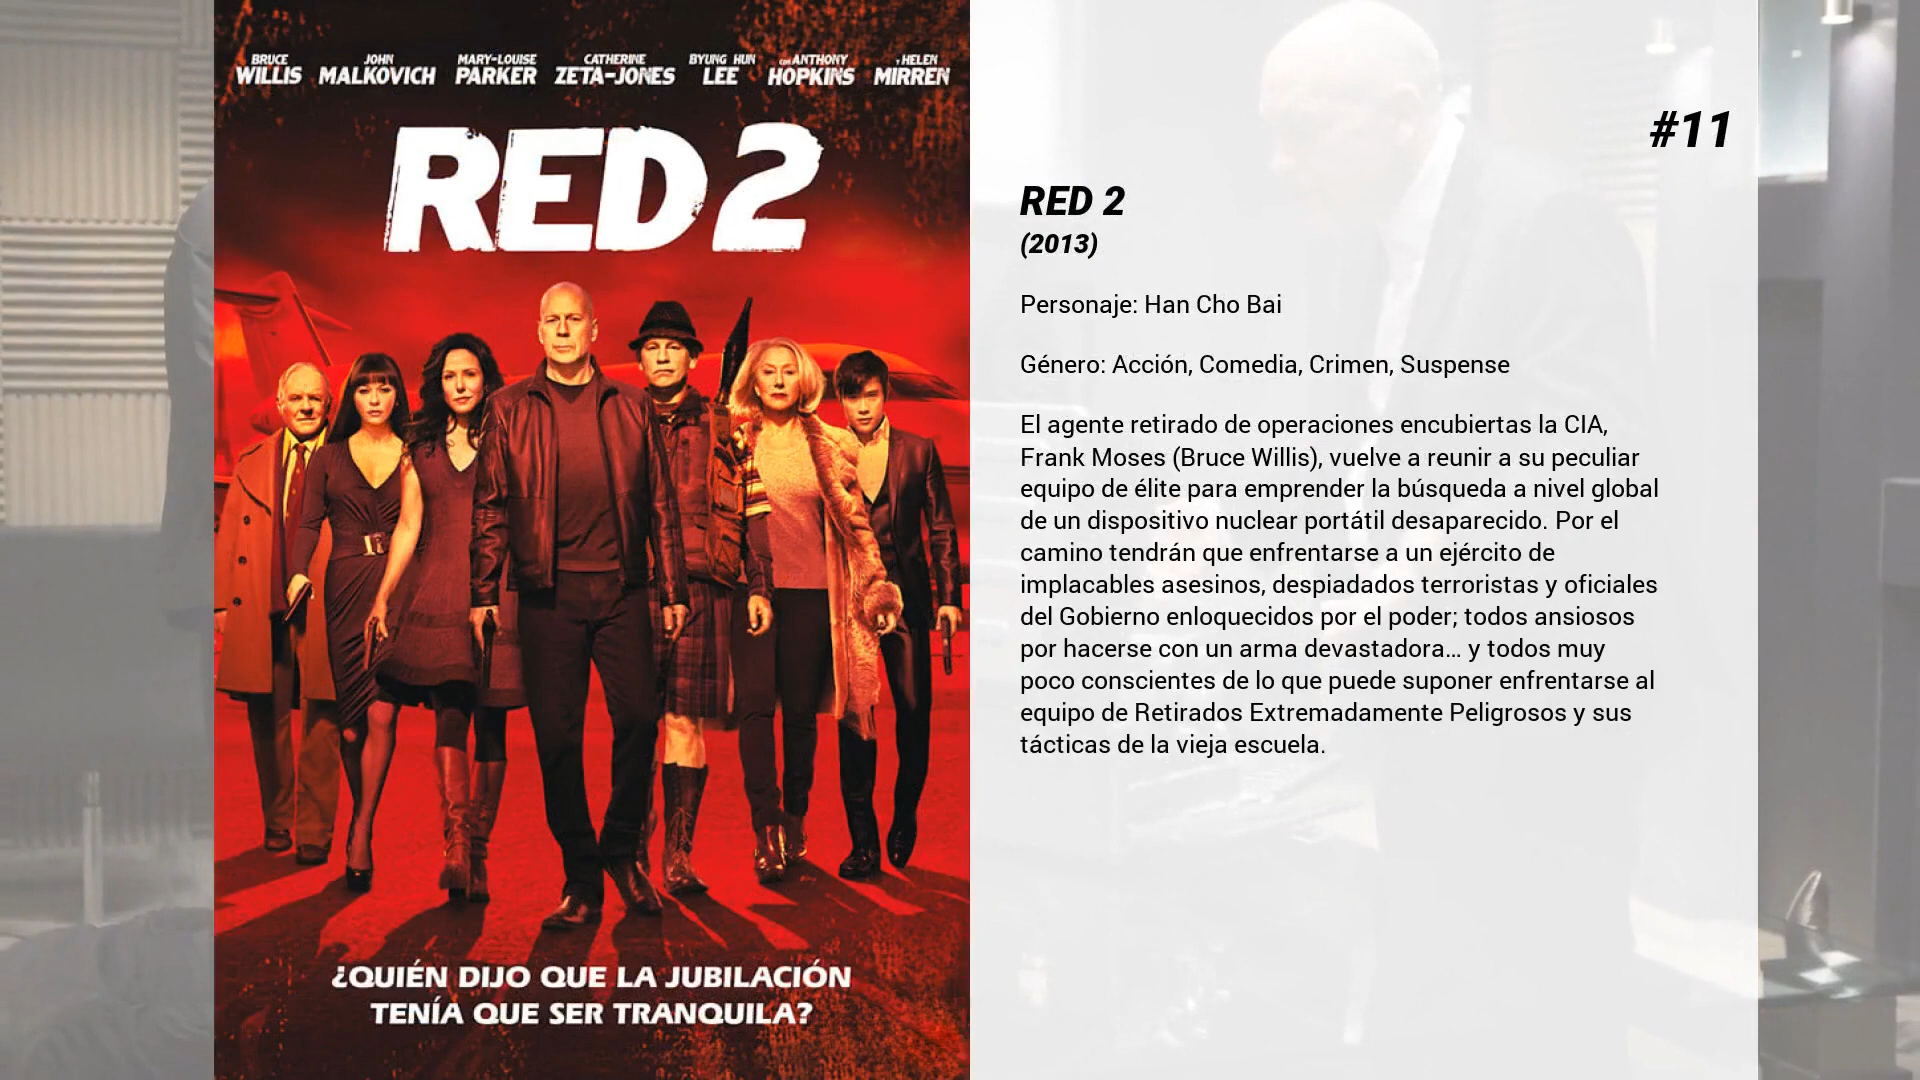 BRUCE WILLIS JOHN MALKOVICH MARY-LOUISE PARKER CATHERINE ZETA-JONES BYUNG HUN LEE CON ANTHONY HOPKINS Y HELEN MIRREN
RED 2
¿QUIÉN DIJO QUE LA JUBILACIÓN
TENÍA QUE SER TRANQUILA?
#11
RED 2
(2013)
Personaje: Han Cho Bai
Género: Acción, Comedia, Crimen, Suspense
El agente retirado de operaciones encubiertas la CIA,
Frank Moses (Bruce Willis), vuelve a reunir a su peculiar
equipo de élite para emprender la búsqueda a nivel global
de un dispositivo nuclear portátil desaparecido. Por el
camino tendrán que enfrentarse a un ejército de
implacables asesinos, despiadados terroristas y oficiales
del Gobierno enloquecidos por el poder; todos ansiosos
por hacerse con un arma devastadora… y todos muy
poco conscientes de lo que puede suponer enfrentarse al
equipo de Retirados Extremadamente Peligrosos y sus
tácticas de la vieja escuela.